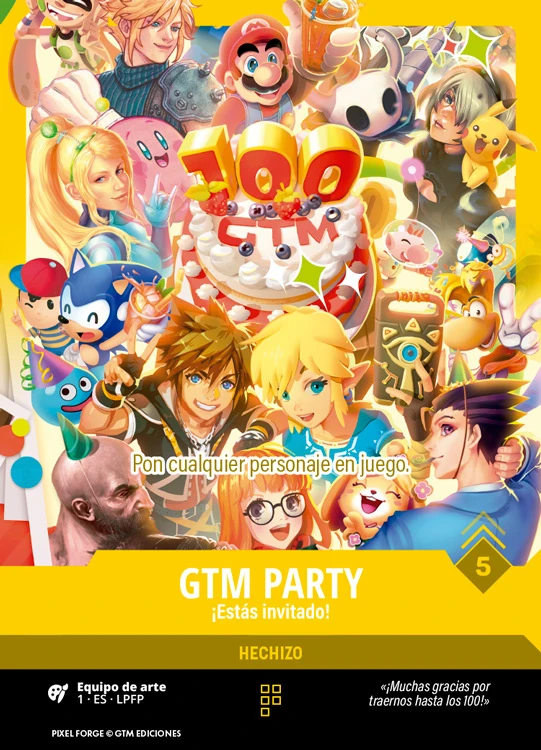 100
GTM
Pon cualquier personaje en juego.
5
GTM PARTY
¡Estás invitado!
HECHIZO
Equipo de arte
1 · ES · LPFP
«¡Muchas gracias por
traernos hasta los 100!»
PIXEL FORGE © GTM EDICIONES